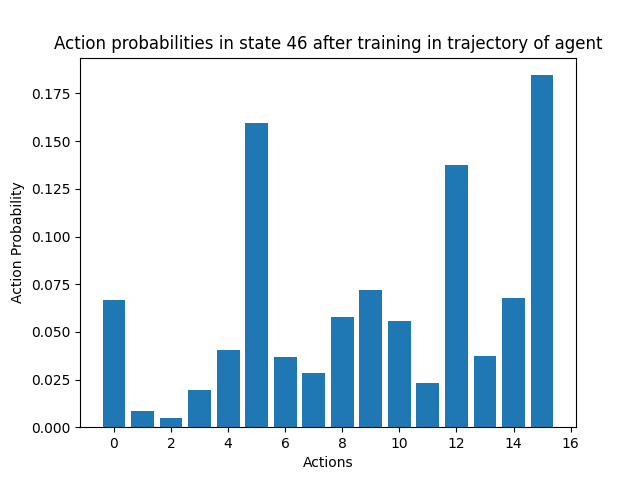 Action probabilities in state 46 after training in trajectory of agent
0.175
0.150
0.125
0.100
0.075
0.050
0.025
0.000
Action Probability
0 2 4 6 8 10 12 14 16
Actions